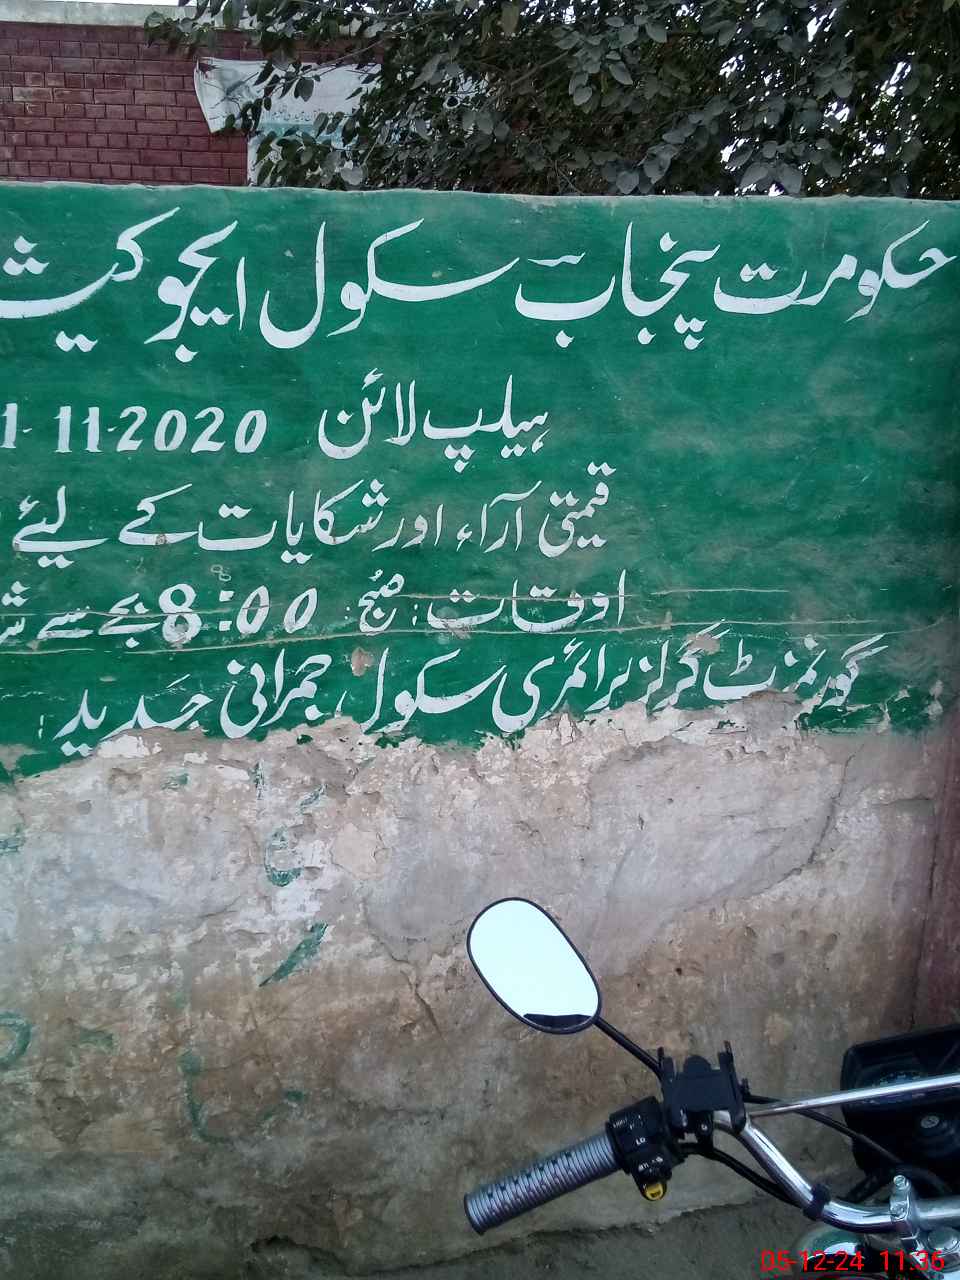 حکومت پنجاب سکول ایجوکیش
ہیلپ لائن 1-11-2020
قیمتی آراء اور شکایات کے لیئے
اوقات: صُبح: 8:00 بجے سے ش
گورنمنٹ گرلز پرائمری سکول جمرانی جدید
05-12-24 11:36